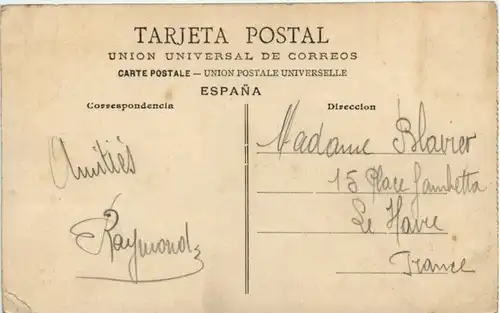 TARJETA POSTAL
UNION UNIVERSAL DE CORREOS
CARTE POSTALE — UNION POSTALE UNIVERSELLE
ESPAÑA
Correspondencia
Amitiés
Raymond
Direccion
Madame Blavier
15 Place Gambetta
Le Havre
France